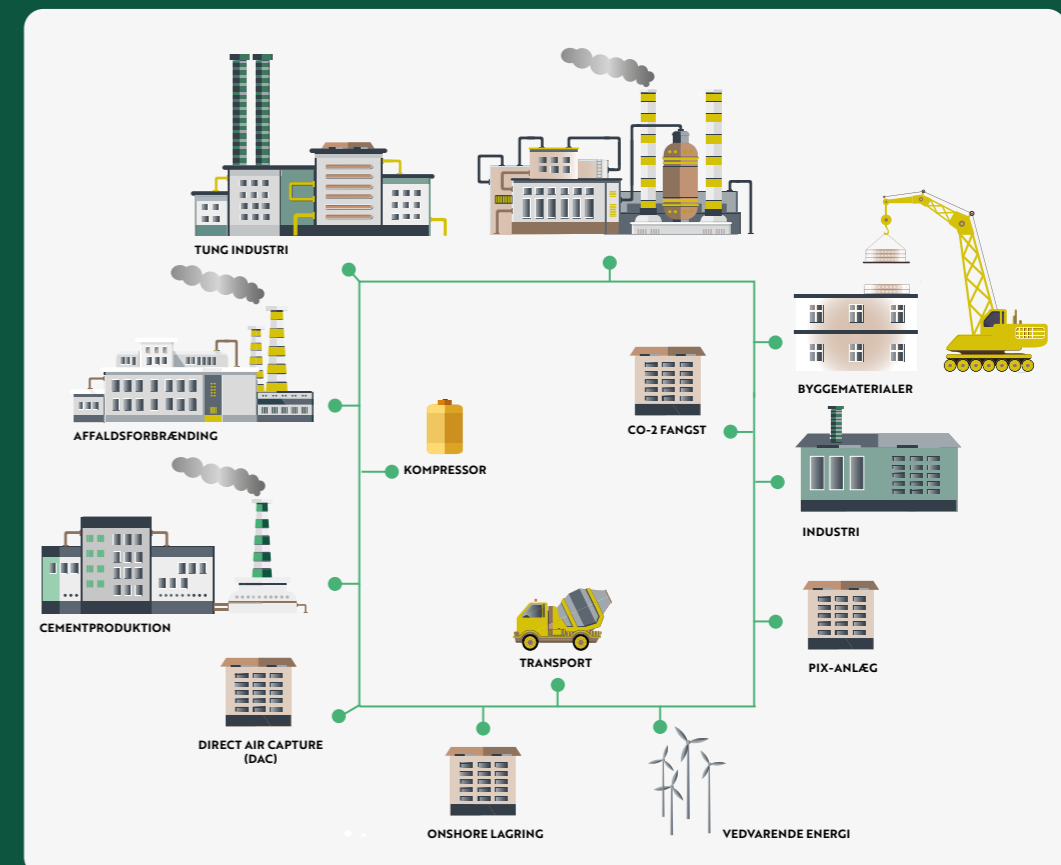 TUNG INDUSTRI
BYGGEMATERIALER
CO-2 FANGST
AFFALDSFORBRÆNDING
KOMPRESSOR
INDUSTRI
CEMENTPRODUKTION
TRANSPORT
PIX-ANLÆG
DIRECT AIR CAPTURE
(DAC)
ONSHORE LAGRING
VEDVARENDE ENERGI